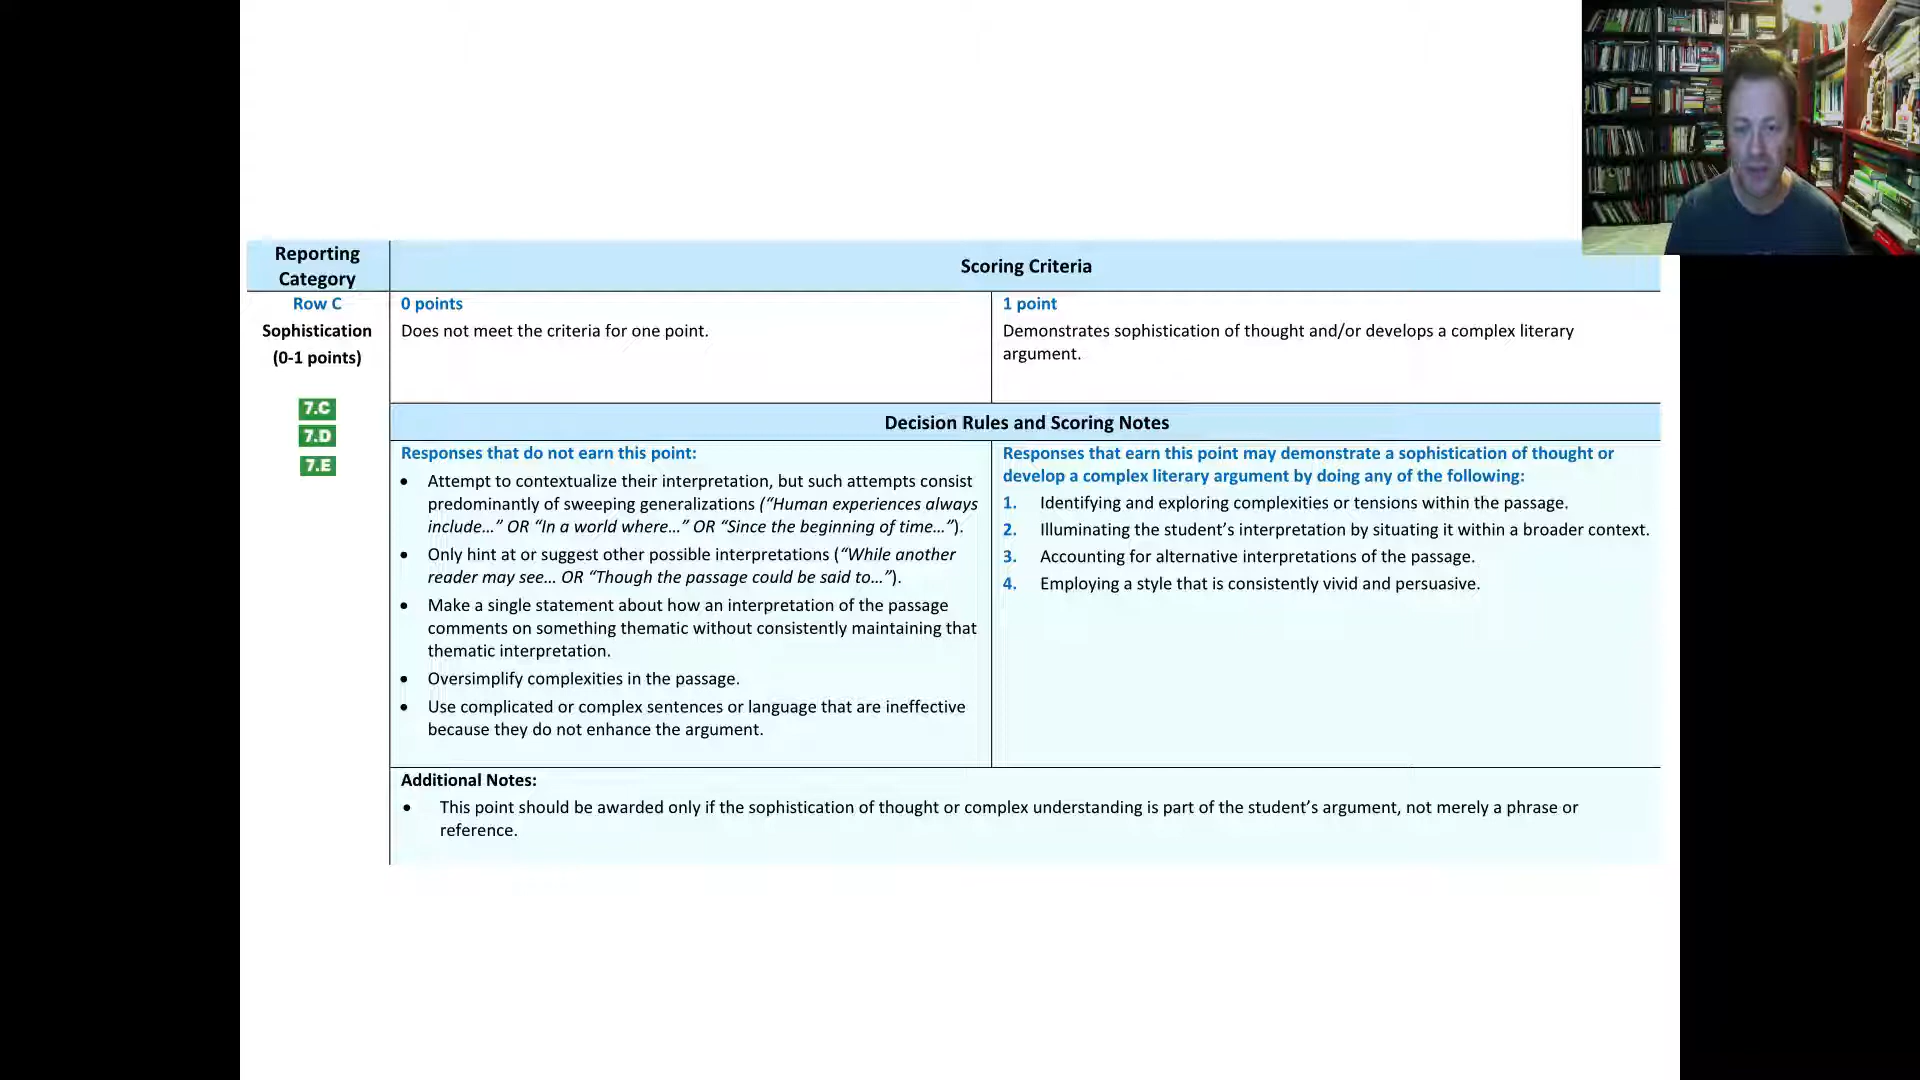 Reporting
Category
Scoring Criteria
Row C
Sophistication
(0-1 points)
7.C
7.D
7.E
0 points
Does not meet the criteria for one point.
1 point
Demonstrates sophistication of thought and/or develops a complex literary
argument.
Decision Rules and Scoring Notes
Responses that do not earn this point:
• Attempt to contextualize their interpretation, but such attempts consist
predominantly of sweeping generalizations (“Human experiences always
include…” OR “In a world where…” OR “Since the beginning of time…”).
• Only hint at or suggest other possible interpretations (“While another
reader may see… OR “Though the passage could be said to…”).
• Make a single statement about how an interpretation of the passage
comments on something thematic without consistently maintaining that
thematic interpretation.
• Oversimplify complexities in the passage.
• Use complicated or complex sentences or language that are ineffective
because they do not enhance the argument.
Responses that earn this point may demonstrate a sophistication of thought or
develop a complex literary argument by doing any of the following:
1. Identifying and exploring complexities or tensions within the passage.
2. Illuminating the student’s interpretation by situating it within a broader context.
3. Accounting for alternative interpretations of the passage.
4. Employing a style that is consistently vivid and persuasive.
Additional Notes:
• This point should be awarded only if the sophistication of thought or complex understanding is part of the student’s argument, not merely a phrase or
reference.